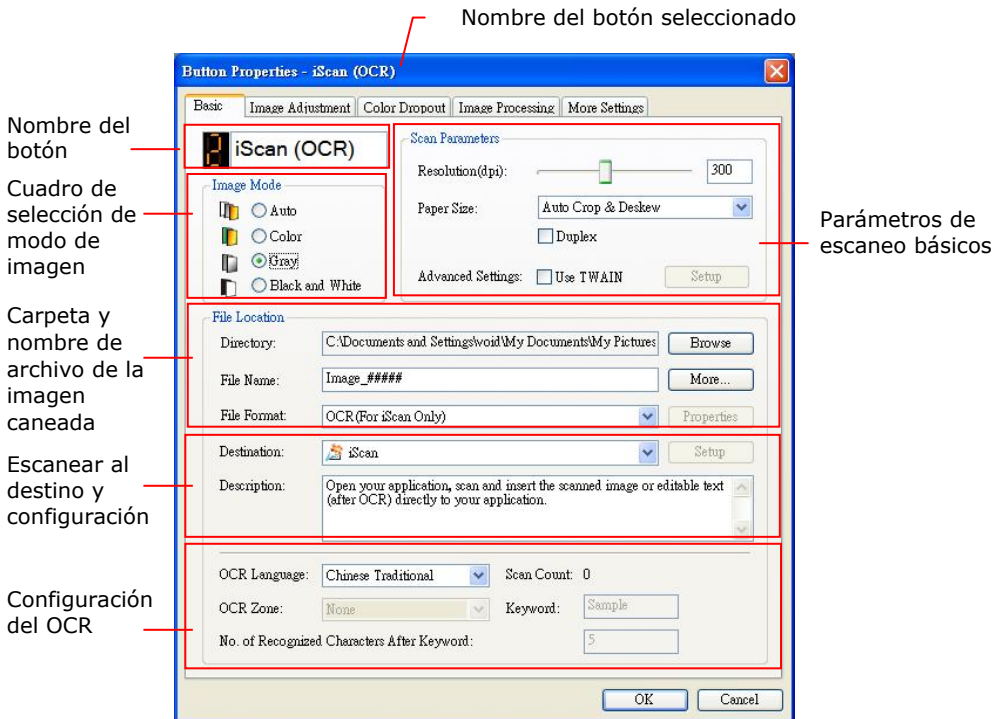 Nombre del botón seleccionado
Button Properties - iScan (OCR)
Basic
Image Adjustment
Color Dropout
Image Processing
More Settings
Nombre del
botón
2 iScan (OCR)
Scan Parameters
Resolution(dpi):
300
Paper Size:
Auto Crop & Deskew
Duplex
Advanced Settings:
Use TWAIN
Setup
Parámetros de
escaneo básicos
Cuadro de
selección de
modo de
imagen
Image Mode
Auto
Color
Gray
Black and White
Carpeta y
nombre de
archivo de la
imagen
caneada
File Location
Directory:
C:\Documents and Settings\void\My Documents\My Pictures
Browse
File Name:
Image_#####
More...
File Format:
OCR(For iScan Only)
Properties
Escanear al
destino y
configuración
Destination:
iScan
Setup
Description:
Open your application, scan and insert the scanned image or editable text
(after OCR) directly to your application.
Configuración
del OCR
OCR Language:
Chinese Traditional
Scan Count: 0
OCR Zone:
None
Keyword:
Sample
No. of Recognized Characters After Keyword:
5
OK
Cancel